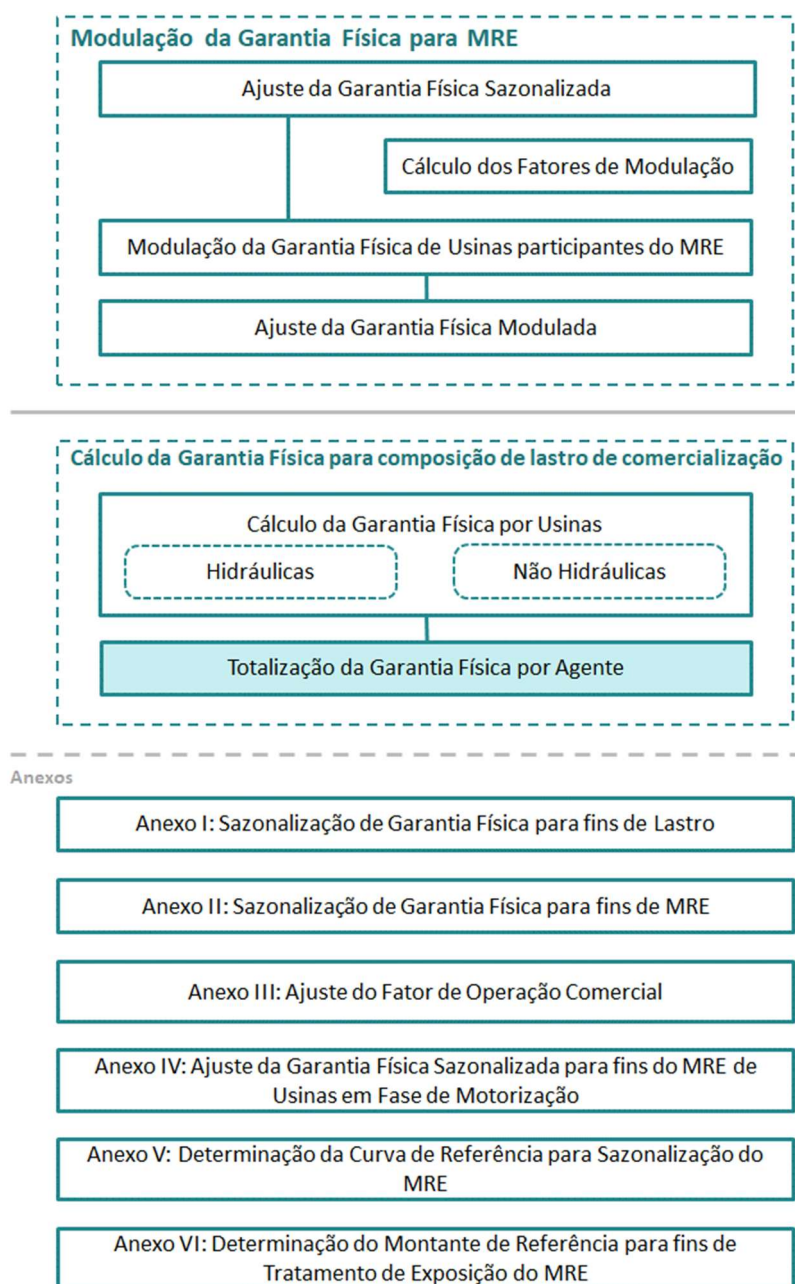 Modulação da Garantia Física para MRE
Ajuste da Garantia Física Sazonalizada
Cálculo dos Fatores de Modulação
Modulação da Garantia Física de Usinas participantes do MRE
Ajuste da Garantia Física Modulada
Cálculo da Garantia Física para composição de lastro de comercialização
Cálculo da Garantia Física por Usinas
Hidráulicas
Não Hidráulicas
Totalização da Garantia Física por Agente
Anexos
Anexo I: Sazonalização de Garantia Física para fins de Lastro
Anexo II: Sazonalização de Garantia Física para fins de MRE
Anexo III: Ajuste do Fator de Operação Comercial
Anexo IV: Ajuste da Garantia Física Sazonalizada para fins do MRE de
Usinas em Fase de Motorização
Anexo V: Determinação da Curva de Referência para Sazonalização do
MRE
Anexo VI: Determinação do Montante de Referência para fins de
Tratamento de Exposição do MRE